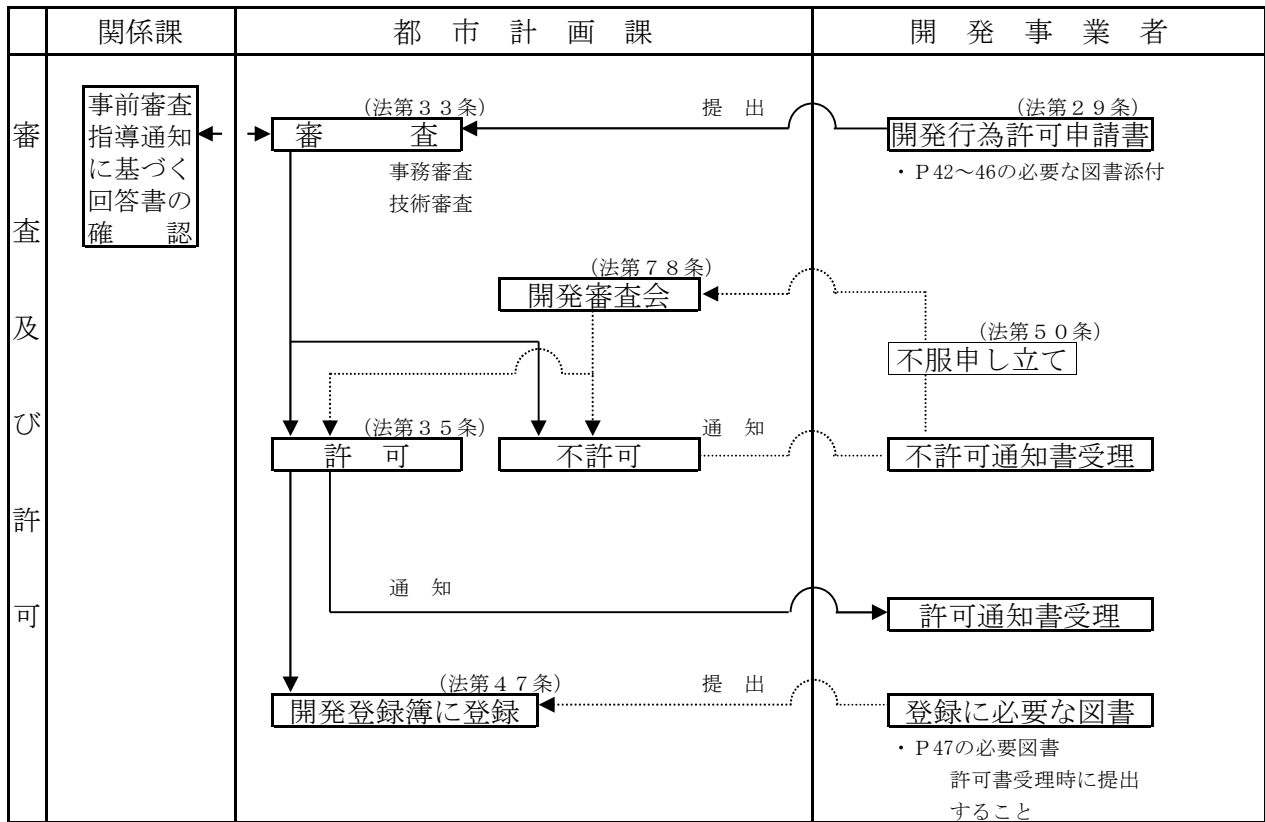 関係課
都市計画課
開発事業者
審査及び許可
事前審査
指導通知
に基づく
回答書の
確認
(法第33条)
審査
事務審査
技術審査
提出
(法第29条)
開発行為許可申請書
・P42～46の必要な図書添付
(法第78条)
開発審査会
(法第50条)
不服申し立て
(法第35条)
許可
不許可
通知
不許可通知書受理
通知
許可通知書受理
(法第47条)
開発登録簿に登録
提出
登録に必要な図書
・P47の必要図書
許可書受理時に提出
すること